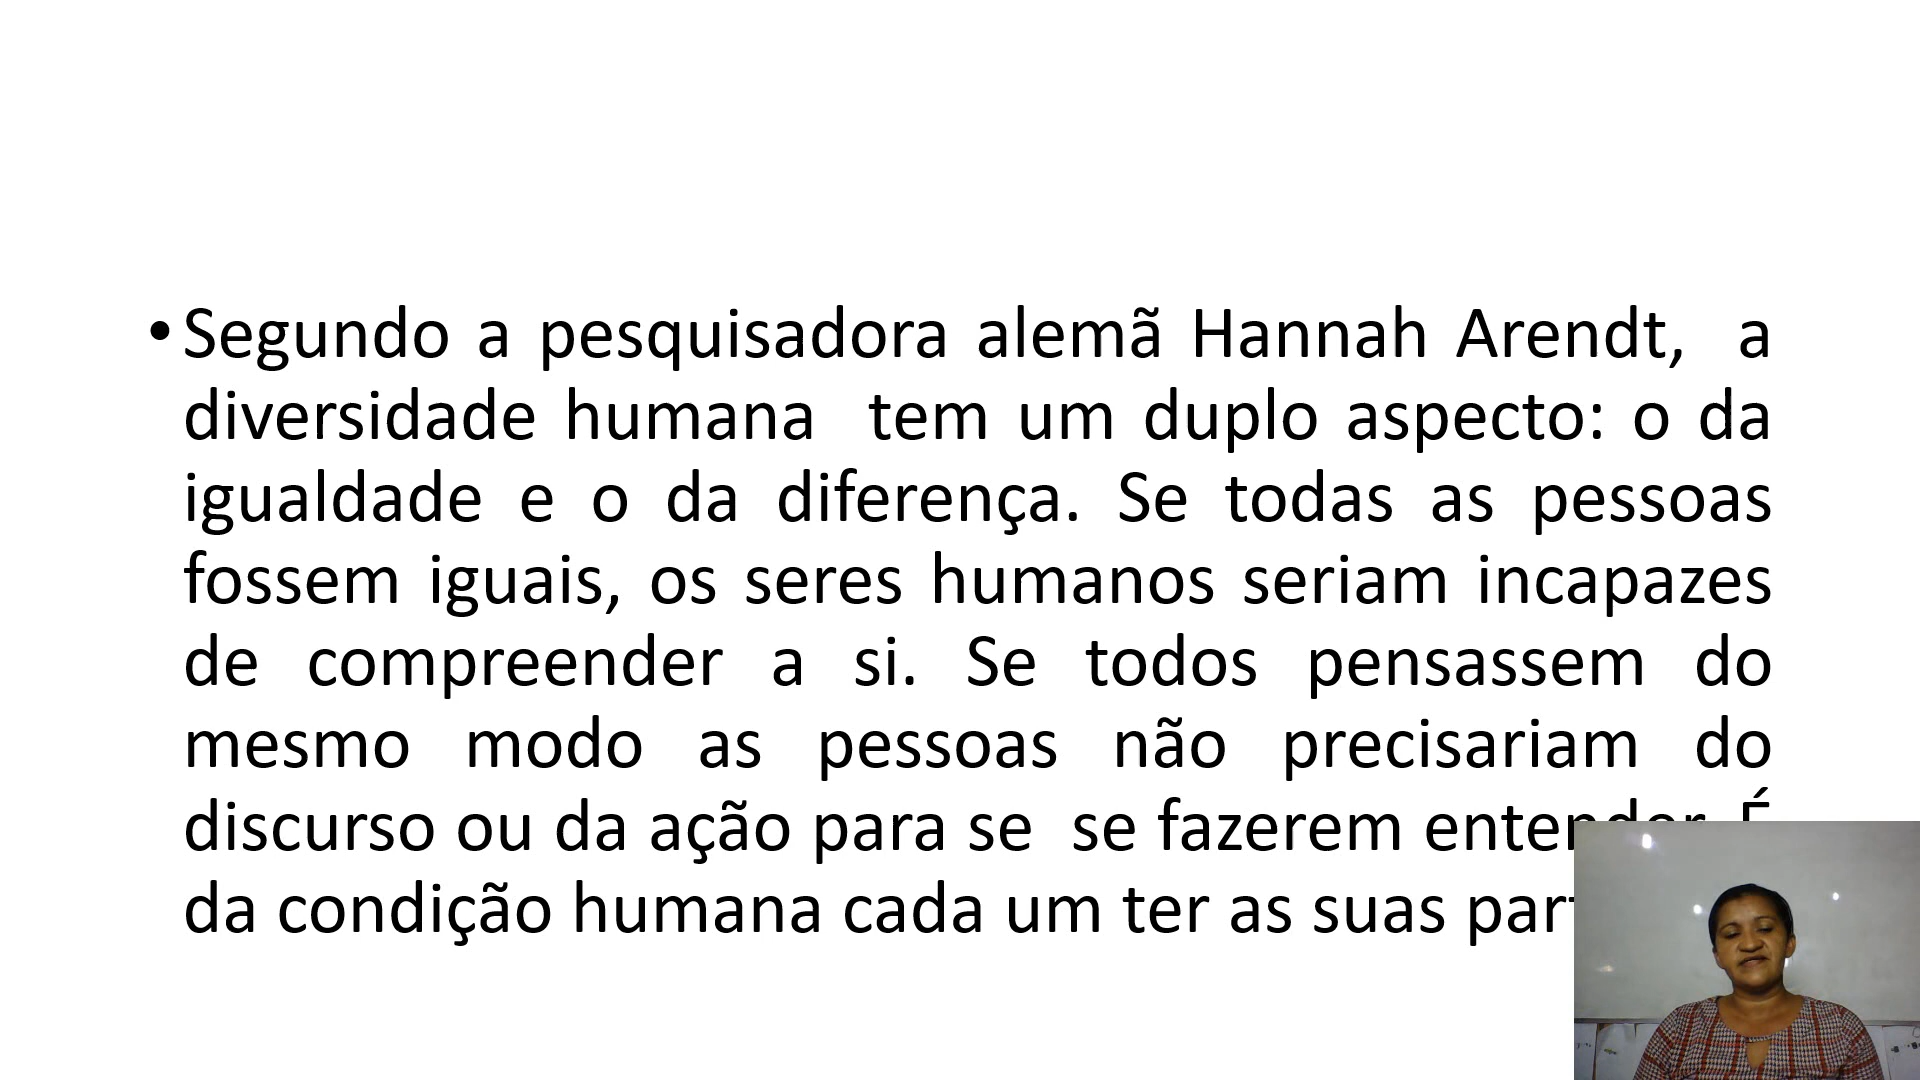 • Segundo a pesquisadora alemã Hannah Arendt, a
diversidade humana tem um duplo aspecto: o da
igualdade e o da diferença. Se todas as pessoas
fossem iguais, os seres humanos seriam incapazes
de compreender a si. Se todos pensassem do
mesmo modo as pessoas não precisariam do
discurso ou da ação para se se fazerem entender. É
da condição humana cada um ter as suas